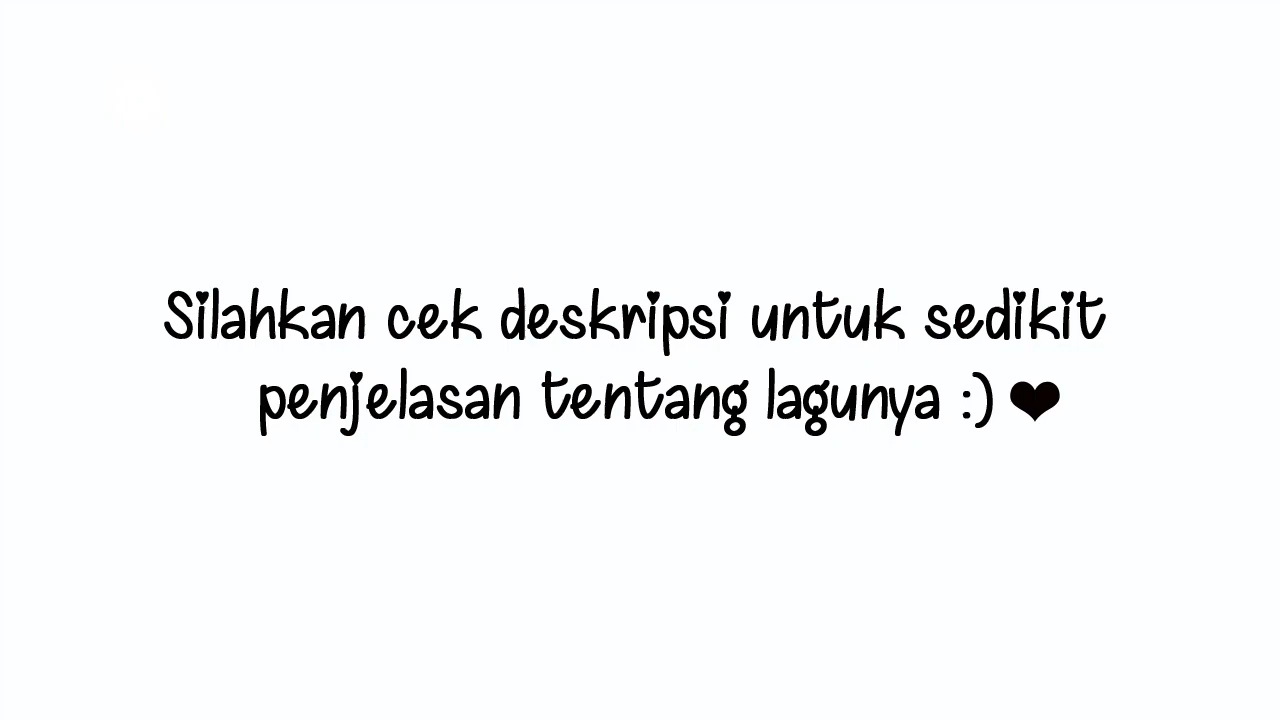 Silahkan cek deskripsi untuk sedikit
penjelasan tentang lagunya :) ❤